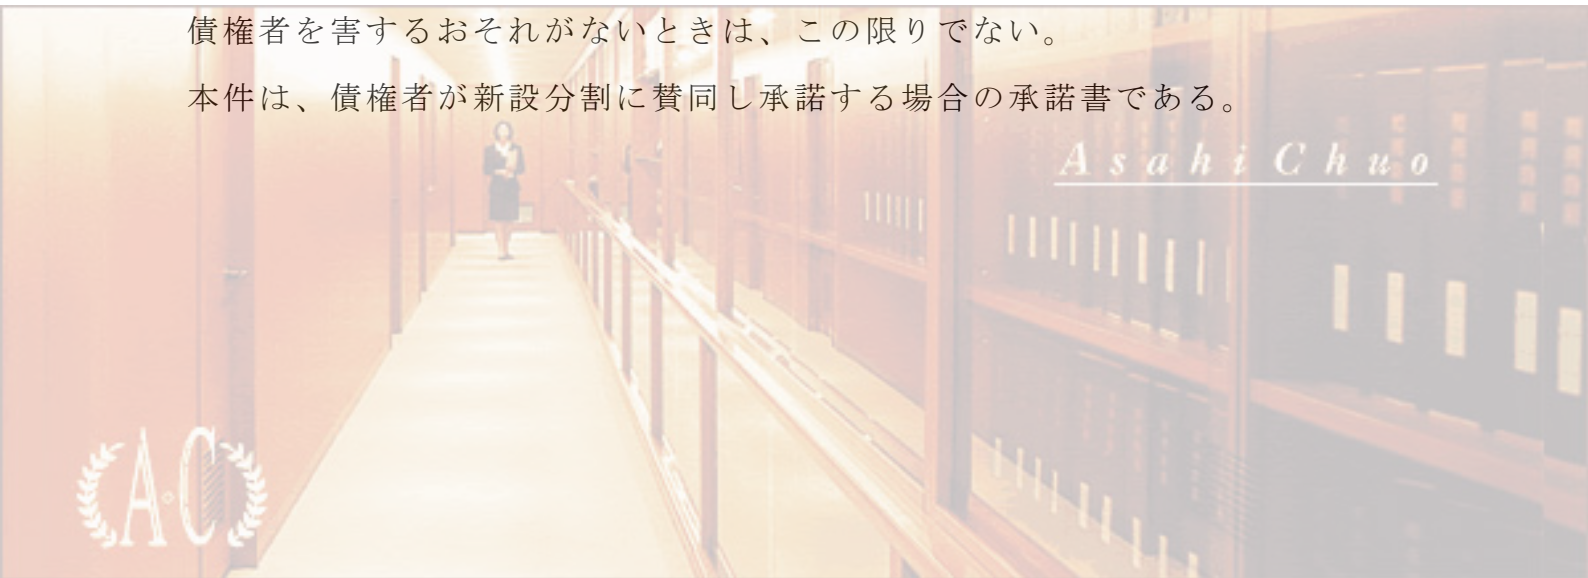 債権者を害するおそれがないときは、この限りでない。
本件は、債権者が新設分割に賛同し承諾する場合の承諾書である。
Asahi Chuo
A・C